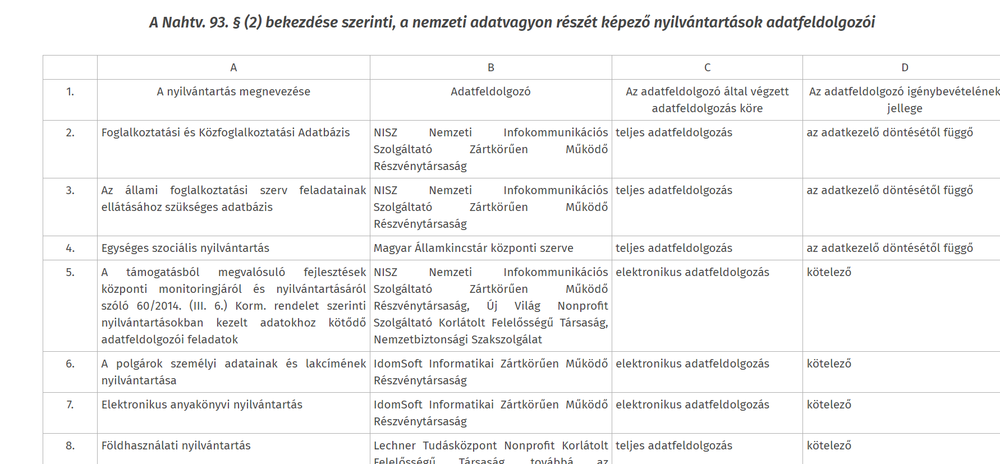 A Nahtv. 93. § (2) bekezdése szerinti, a nemzeti adatvagyon részét képező nyilvántartások adatfeldolgozói
A B C D
1. A nyilvántartás megnevezése Adatfeldolgozó Az adatfeldolgozó által végzett Az adatfeldolgozó igénybevételének
adatfeldolgozás köre jellege
2. Foglalkoztatási és Közfoglalkoztatási Adatbázis NISZ Nemzeti Infokommunikációs teljes adatfeldolgozás az adatkezelő döntésétől függő
Szolgáltató Zártkörűen Működő
Részvénytársaság
3. Az állami foglalkoztatási szerv feladatainak NISZ Nemzeti Infokommunikációs teljes adatfeldolgozás az adatkezelő döntésétől függő
ellátásához szükséges adatbázis Szolgáltató Zártkörűen Működő
Részvénytársaság
4. Egységes szociális nyilvántartás Magyar Államkincstár központi szerve teljes adatfeldolgozás az adatkezelő döntésétől függő
5. A támogatásból megvalósuló fejlesztések NISZ Nemzeti Infokommunikációs elektronikus adatfeldolgozás kötelező
központi monitoringjáról és nyilvántartásáról Szolgáltató Zártkörűen Működő
szóló 60/2014. (III. 6.) Korm. rendelet szerinti Részvénytársaság, Új Világ Nonprofit
nyilvántartásokban kezelt adatokhoz kötődő Szolgáltató Korlátolt Felelősségű Társaság,
adatfeldolgozói feladatok Nemzetbiztonsági Szakszolgálat
6. A polgárok személyi adatainak és lakcímének IdomSoft Informatikai Zártkörűen Működő elektronikus adatfeldolgozás kötelező
nyilvántartása Részvénytársaság
7. Elektronikus anyakönyvi nyilvántartás IdomSoft Informatikai Zártkörűen Működő elektronikus adatfeldolgozás kötelező
Részvénytársaság
8. Földhasználati nyilvántartás Lechner Tudásközpont Nonprofit Korlátolt teljes adatfeldolgozás kötelező
Felelősségű Társaság, továbbá az